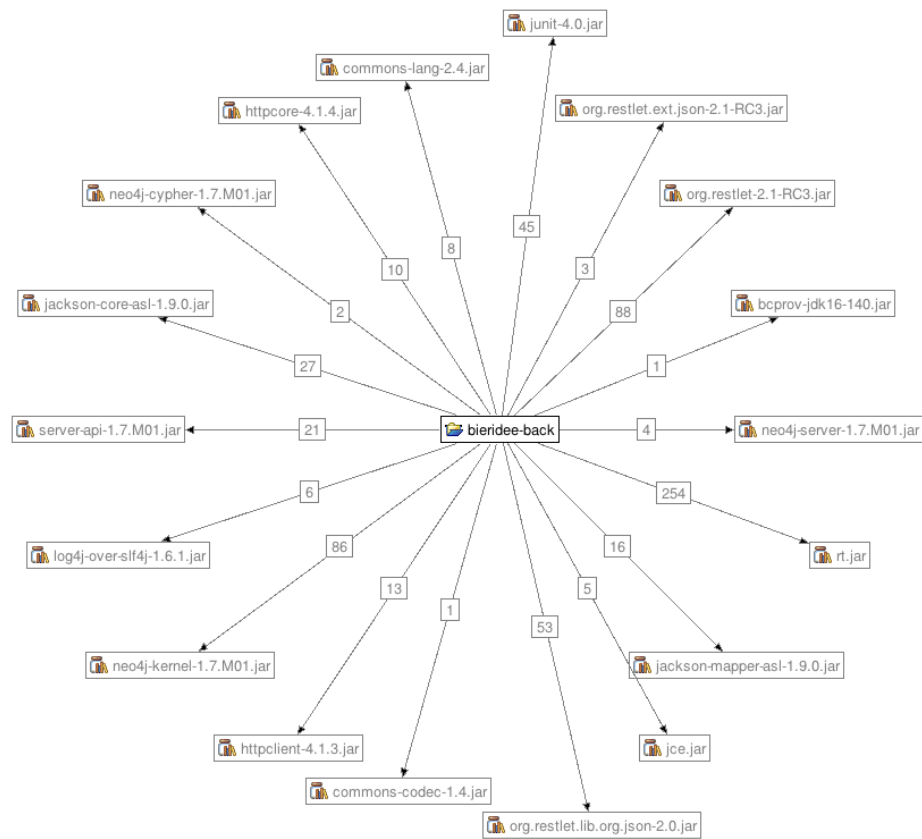 junit-4.0.jar
commons-lang-2.4.jar
httpcore-4.1.4.jar
org.restlet.ext.json-2.1-RC3.jar
neo4j-cypher-1.7.M01.jar
org.restlet-2.1-RC3.jar
45
8
10
3
jackson-core-asl-1.9.0.jar
2
88
bcprov-jdk16-140.jar
27
1
server-api-1.7.M01.jar
21
bieridee-back
4
neo4j-server-1.7.M01.jar
6
254
log4j-over-slf4j-1.6.1.jar
86
16
rt.jar
13
5
1
53
neo4j-kernel-1.7.M01.jar
jackson-mapper-asl-1.9.0.jar
httpclient-4.1.3.jar
jce.jar
commons-codec-1.4.jar
org.restlet.lib.org.json-2.0.jar